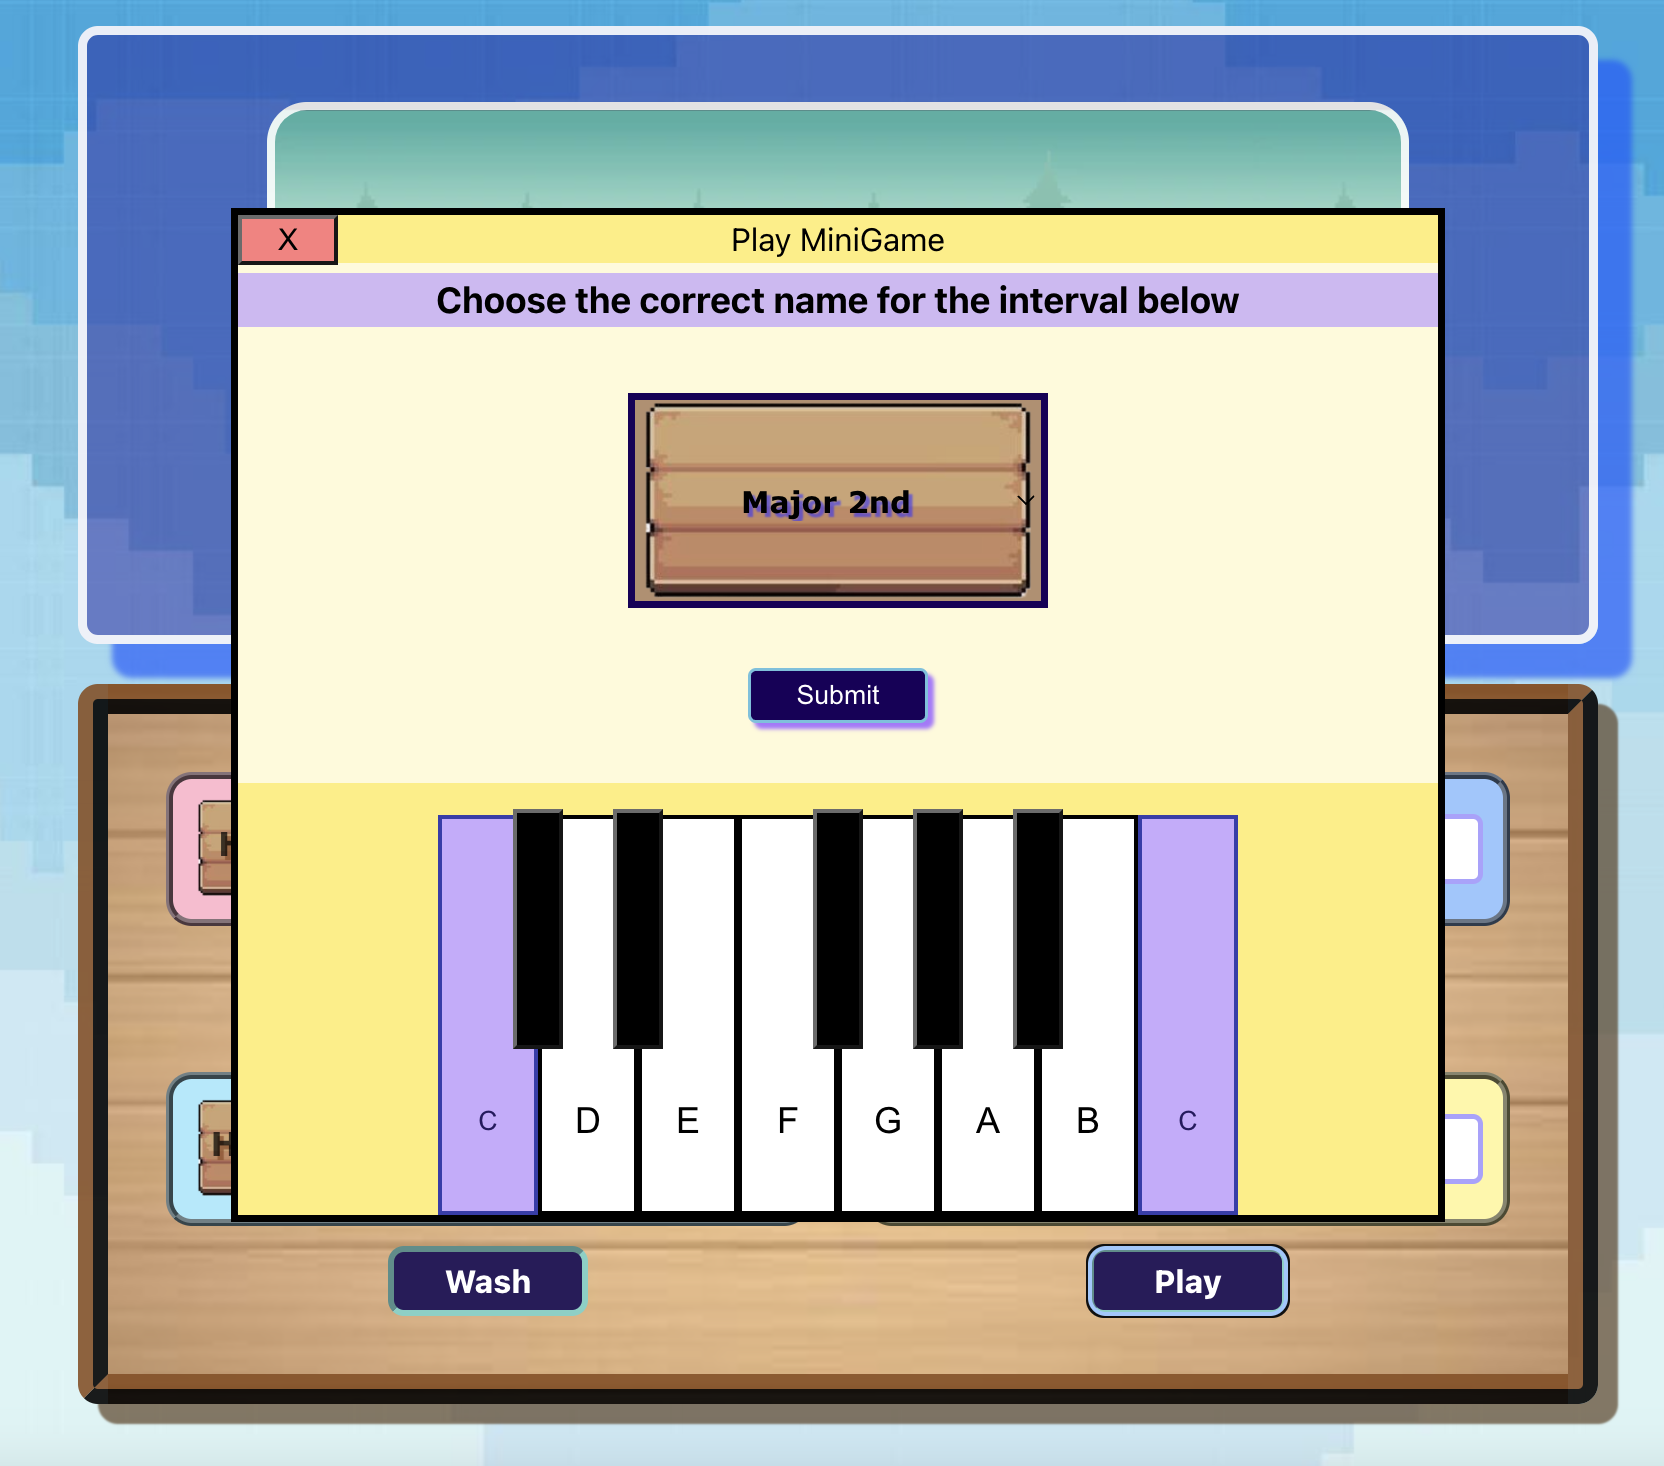 X
Play MiniGame
Choose the correct name for the interval below
Major 2nd
Submit
H
C D E F G A B C
H
Wash
Play